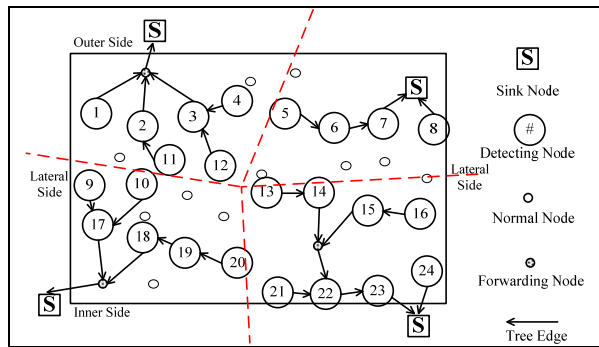 S
Outer Side
S
S
Sink Node
1
2
3
4
5
6
7
8
#
Detecting Node
11
12
Lateral
Side
9
10
13
14
Lateral
Side
15
16
17
18
19
20
Normal Node
21
22
23
24
Forwarding Node
S
Inner Side
S
Tree Edge